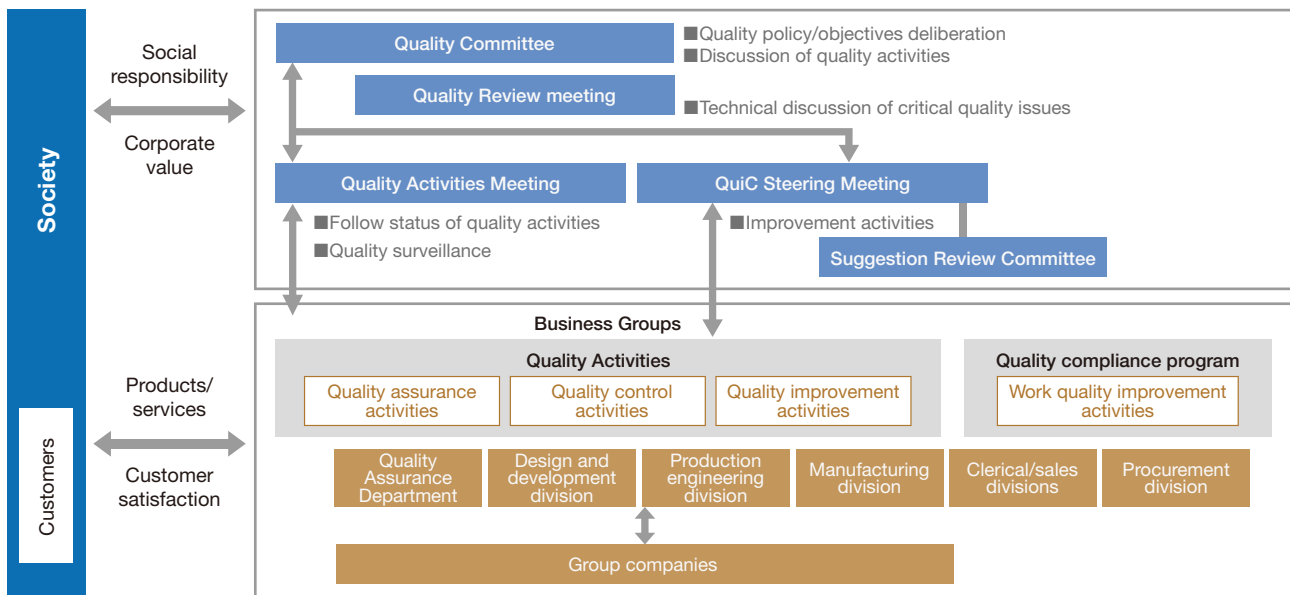 Society
Customers
Social
responsibility
Corporate
value
Products/
services
Customer
satisfaction
Quality Committee
■Quality policy/objectives deliberation
■Discussion of quality activities
Quality Review meeting
■Technical discussion of critical quality issues
Quality Activities Meeting
■Follow status of quality activities
■Quality surveillance
QuiC Steering Meeting
■Improvement activities
Suggestion Review Committee
Business Groups
Quality Activities
Quality assurance
activities
Quality control
activities
Quality improvement
activities
Quality compliance program
Work quality improvement
activities
Quality
Assurance
Department
Design and
development
division
Production
engineering
division
Manufacturing
division
Clerical/sales
divisions
Procurement
division
Group companies